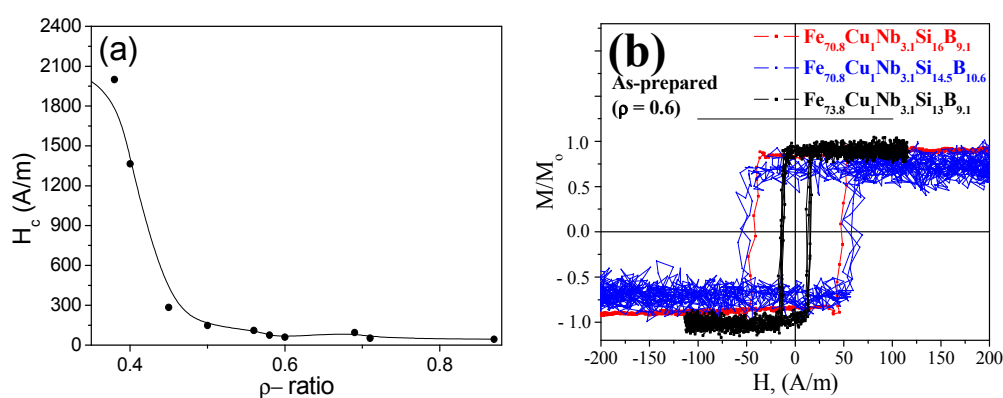 (a)
2400
2100
1800
1500
1200
900
600
300
0
H_c (A/m)
0.4 0.6 0.8
ρ– ratio
(b)
As-prepared
(ρ = 0.6)
Fe70.8Cu1Nb3.1Si16B9.1
Fe70.8Cu1Nb3.1Si14.5B10.6
Fe73.8Cu1Nb3.1Si13B9.1
M/Mo
1.0
0.5
0.0
-0.5
-1.0
-200 -150 -100 -50 0 50 100 150 200
H, (A/m)